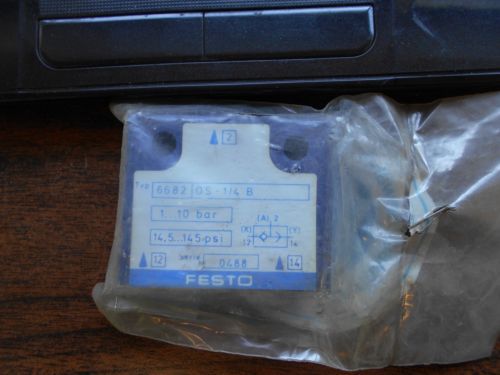 2
Typ 6682 OS-1/4 B
1...10 bar
14,5...145 psi
(A) 2
(X) (Y)
12 14
12 Serie 0488 14
FESTO